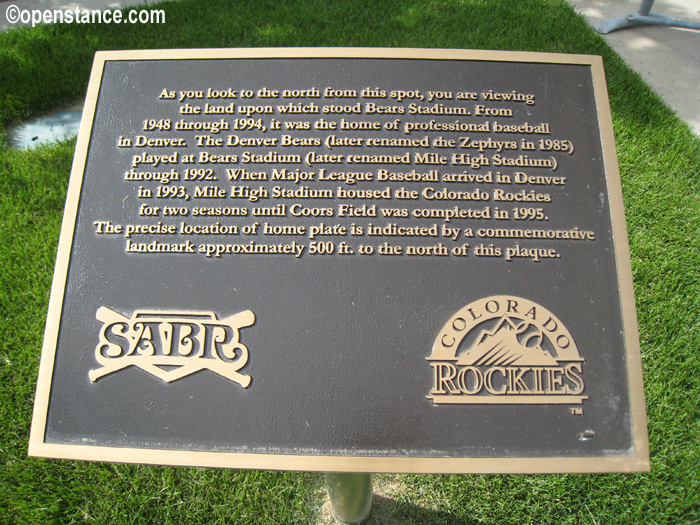 ©openstance.com
As you look to the north from this spot, you are viewing
the land upon which stood Bears Stadium. From
1948 through 1994, it was the home of professional baseball
in Denver. The Denver Bears (later renamed the Zephyrs in 1985)
played at Bears Stadium (later renamed Mile High Stadium)
through 1992. When Major League Baseball arrived in Denver
in 1993, Mile High Stadium housed the Colorado Rockies
for two seasons until Coors Field was completed in 1995.
The precise location of home plate is indicated by a commemorative
landmark approximately 500 ft. to the north of this plaque.
SABR
COLORADO
ROCKIES
TM